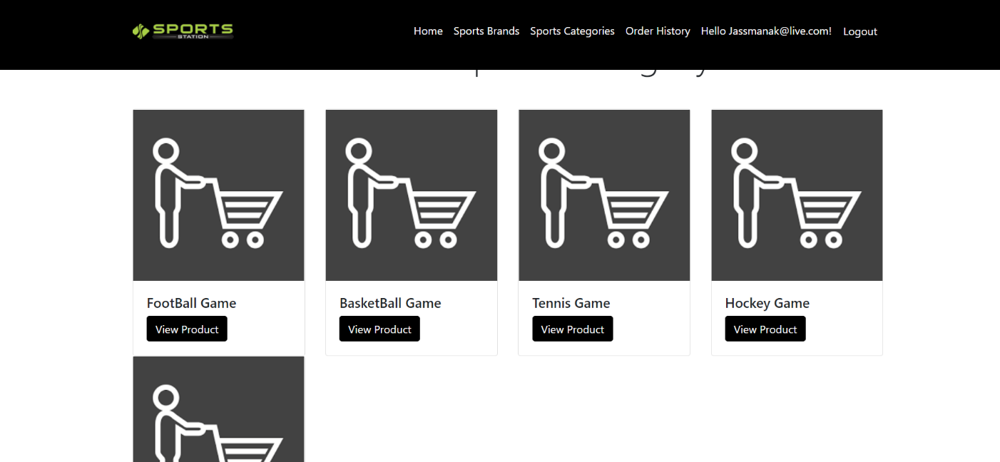 SPORTS
STATION
Home Sports Brands Sports Categories Order History Hello Jassmanak@live.com! Logout
FootBall Game BasketBall Game Tennis Game Hockey Game
View Product View Product View Product View Product